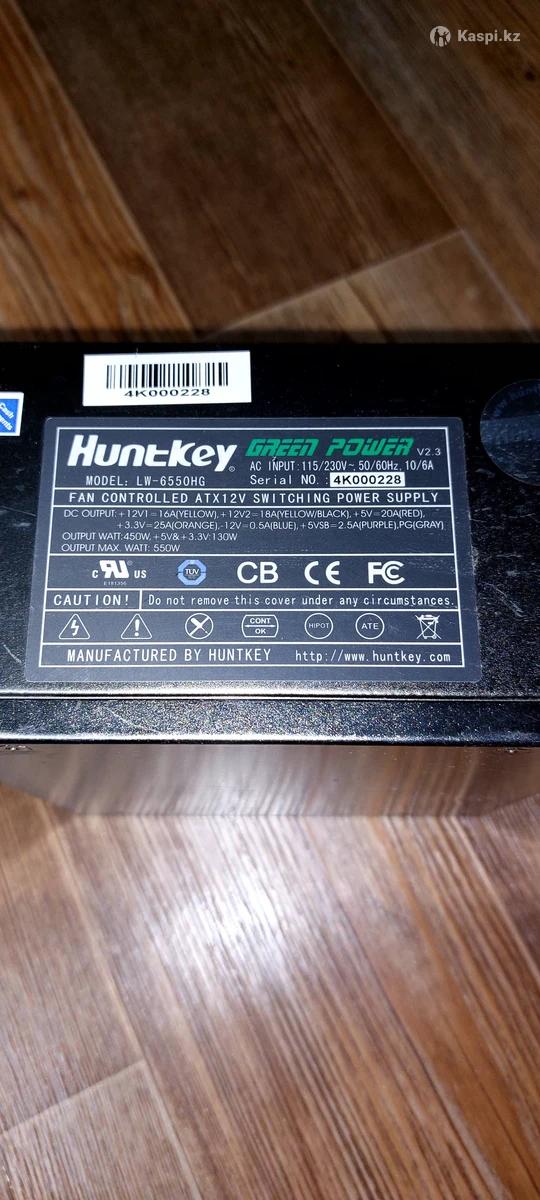 Kaspi.kz
4K000228
Cash
HuntKey® GREEN POWER V2.3
AC INPUT: 115/230V~ 50/60Hz, 10/6A
MODEL: LW-6550HG Serial NO.: 4K000228
FAN CONTROLLED ATX12V SWITCHING POWER SUPPLY
DC OUTPUT: +12V1=16A(YELLOW), +12V2=18A(YELLOW/BLACK), +5V=20A(RED),
+3.3V=25A(ORANGE),-12V=0.5A(BLUE), +5VSB=2.5A(PURPLE),PG(GRAY)
OUTPUT WATT:450W, +5V&+3.3V:130W
OUTPUT MAX. WATT: 550W
c RU US TUV CB CE FC
E181356
CAUTION! Do not remove this cover under any circumstances.
CONT OK HIPOT ATE
MANUFACTURED BY HUNTKEY http://www.huntkey.com